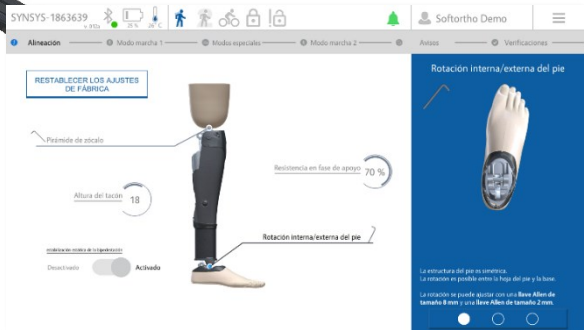 SYNSYS-1863639
25 %
26° C
Softortho Demo
Alineación
Modo marcha 1
Modos especiales
Modo marcha 2
Avisos
Verificaciones
RESTABLECER LOS AJUSTES
DE FÁBRICA
Pirámide de zócalo
Altura del tacón
18
Resistencia en fase de apoyo
70 %
Rotación interna/externa del pie
Desactivado
Activado
Rotación interna/externa del pie
La estructura del pie es simétrica.
La rotación es posible entre la hoja del pie y la base.
La rotación se puede ajustar con una llave Allen de
tamaño 8 mm y una llave Allen de tamaño 2 mm.